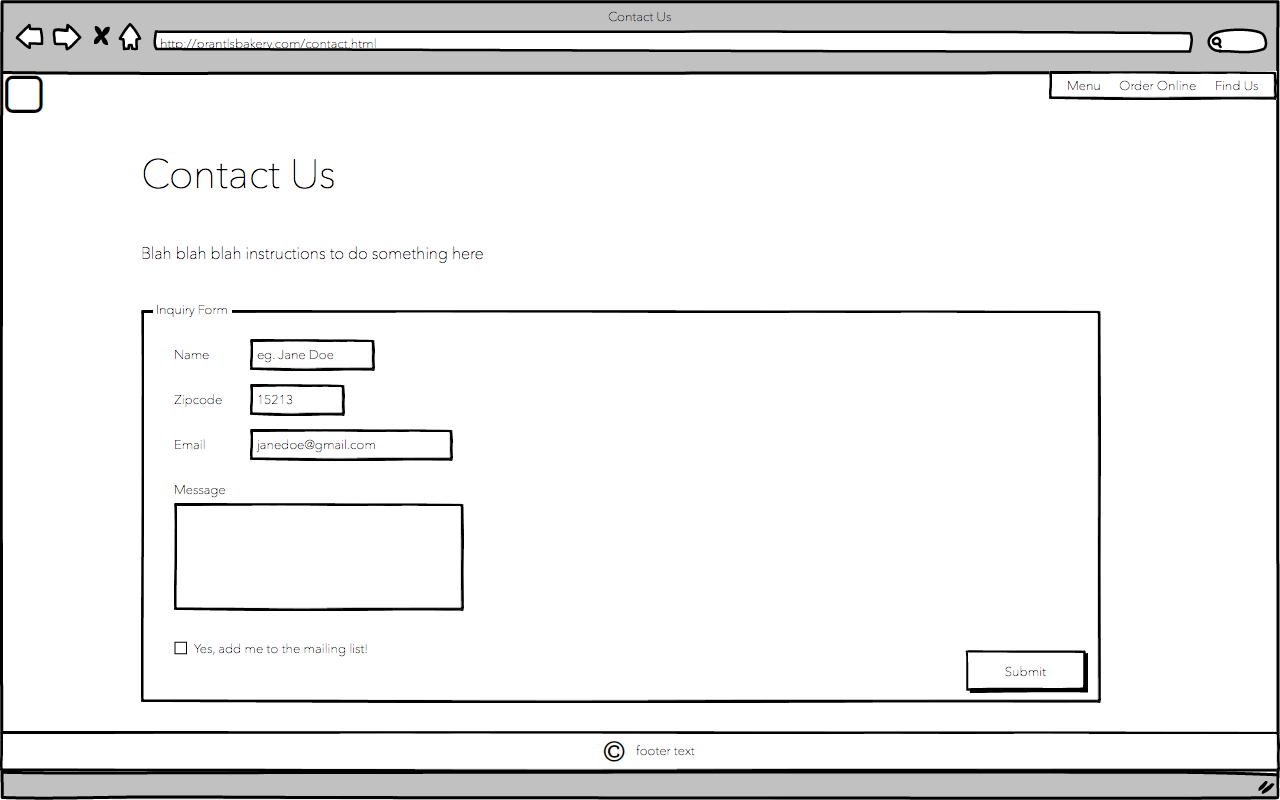 Contact Us
http://prantlsbakery.com/contact.html
Menu Order Online Find Us
Contact Us
Blah blah blah instructions to do something here
Inquiry Form
Name eg. Jane Doe
Zipcode 15213
Email janedoe@gmail.com
Message
Yes, add me to the mailing list!
Submit
© footer text